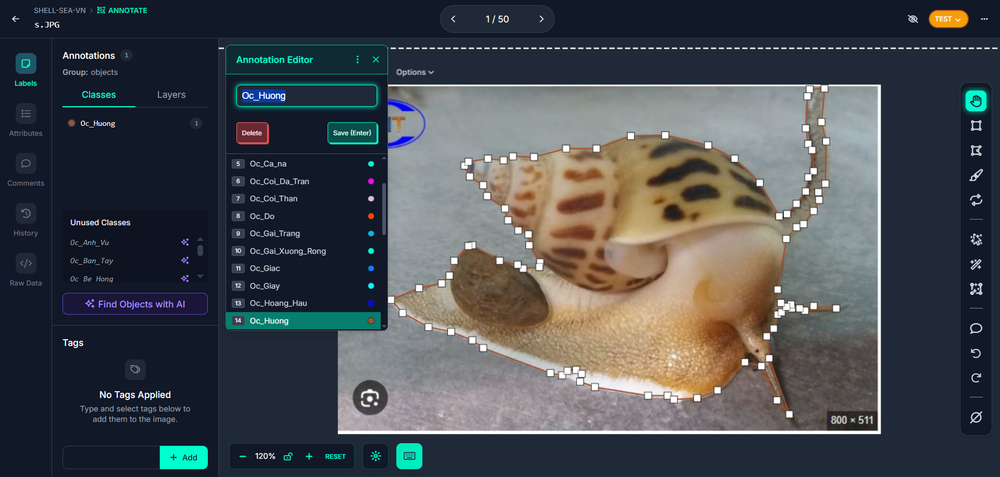 SHELL-SEA-VN > ANNOTATE
s.JPG
1 / 50
TEST
Labels
Attributes
Comments
History
Raw Data
Annotations 1
Group: objects
Classes Layers
Oc_Huong 1
Unused Classes
Oc_Anh_Vu
Oc_Ban_Tay
Oc_Be_Hong
Find Objects with AI
Tags
No Tags Applied
Type and select tags below to
add them to the image.
+ Add
Annotation Editor
Oc_Huong
Delete Save (Enter)
5 Oc_Ca_na
6 Oc_Coi_Da_Tran
7 Oc_Coi_Than
8 Oc_Do
9 Oc_Gai_Trang
10 Oc_Gai_Xuong_Rong
11 Oc_Giac
12 Oc_Giay
13 Oc_Hoang_Hau
14 Oc_Huong
Options
800 × 511
120% RESET